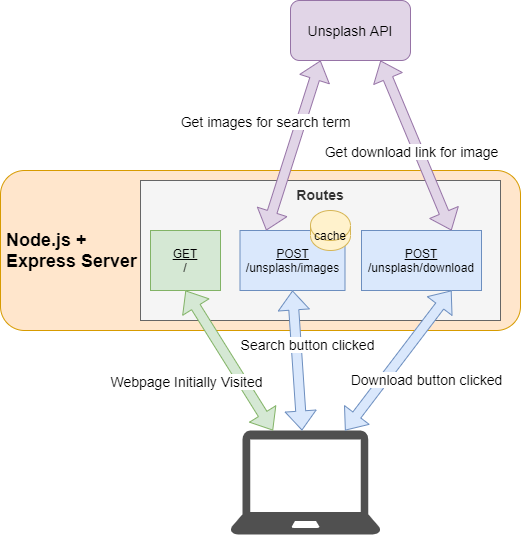 Unsplash API
Get images for search term
Get download link for image
Routes
Node.js +
Express Server
cache
GET
/
POST
/unsplash/images
POST
/unsplash/download
Search button clicked
Webpage Initially Visited
Download button clicked